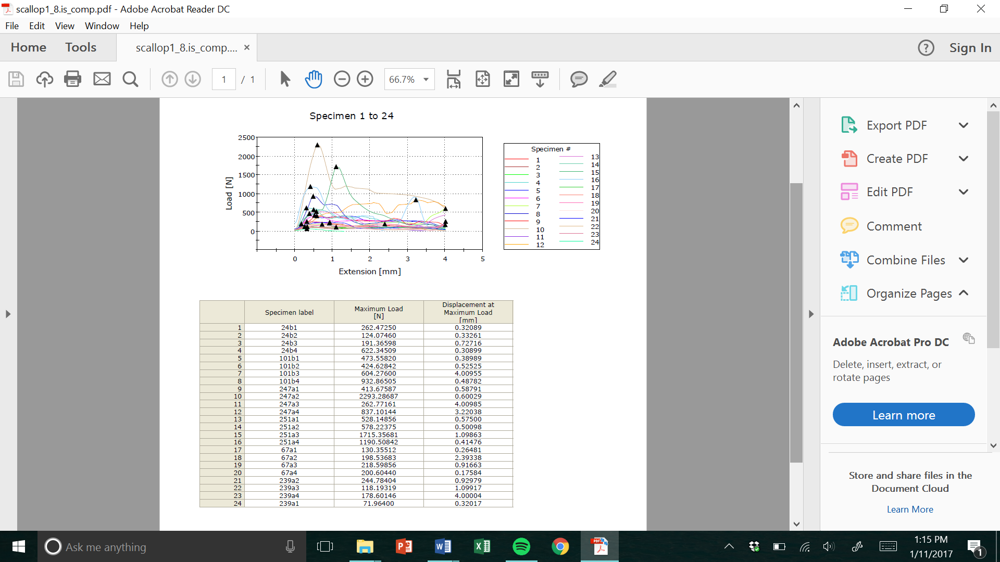 scallop1_8.is_comp.pdf - Adobe Acrobat Reader DC
File Edit View Window Help
Home Tools scallop1_8.is_comp.... × ? Sign In
1 / 1 66.7%
Specimen 1 to 24
2500
2000
1500
1000
500
0
Load [N]
0 1 2 3 4 5
Extension [mm]
Specimen #
1 13
2 14
3 15
4 16
5 17
6 18
7 19
8 20
9 21
10 22
11 23
12 24
Specimen label Maximum Load [N] Displacement at Maximum Load [mm]
1 24b1 262.47250 0.32089
2 24b2 124.07460 0.33261
3 24b3 191.36598 0.72716
4 24b4 622.34509 0.30899
5 101b1 473.55820 0.38989
6 101b2 424.62842 0.52525
7 101b3 604.27600 4.00955
8 101b4 932.86505 0.48782
9 247a1 413.67587 0.58791
10 247a2 2293.28687 0.60029
11 247a3 262.77161 4.00985
12 247a4 837.10144 3.22038
13 251a1 528.14856 0.57500
14 251a2 578.22375 0.50098
15 251a3 1715.35681 1.09863
16 251a4 1190.50842 0.41476
17 67a1 130.35512 0.26481
18 67a2 198.53683 2.39338
19 67a3 218.59856 0.91663
20 67a4 200.60440 0.17584
21 239a2 244.78404 0.92979
22 239a3 118.19319 1.09917
23 239a4 178.60146 4.00004
24 239a1 71.96400 0.32017
Export PDF
Create PDF
Edit PDF
Comment
Combine Files
Organize Pages
Adobe Acrobat Pro DC
Delete, insert, extract, or
rotate pages
Learn more
Store and share files in the
Document Cloud
Learn More
Ask me anything
1:15 PM
1/11/2017
1